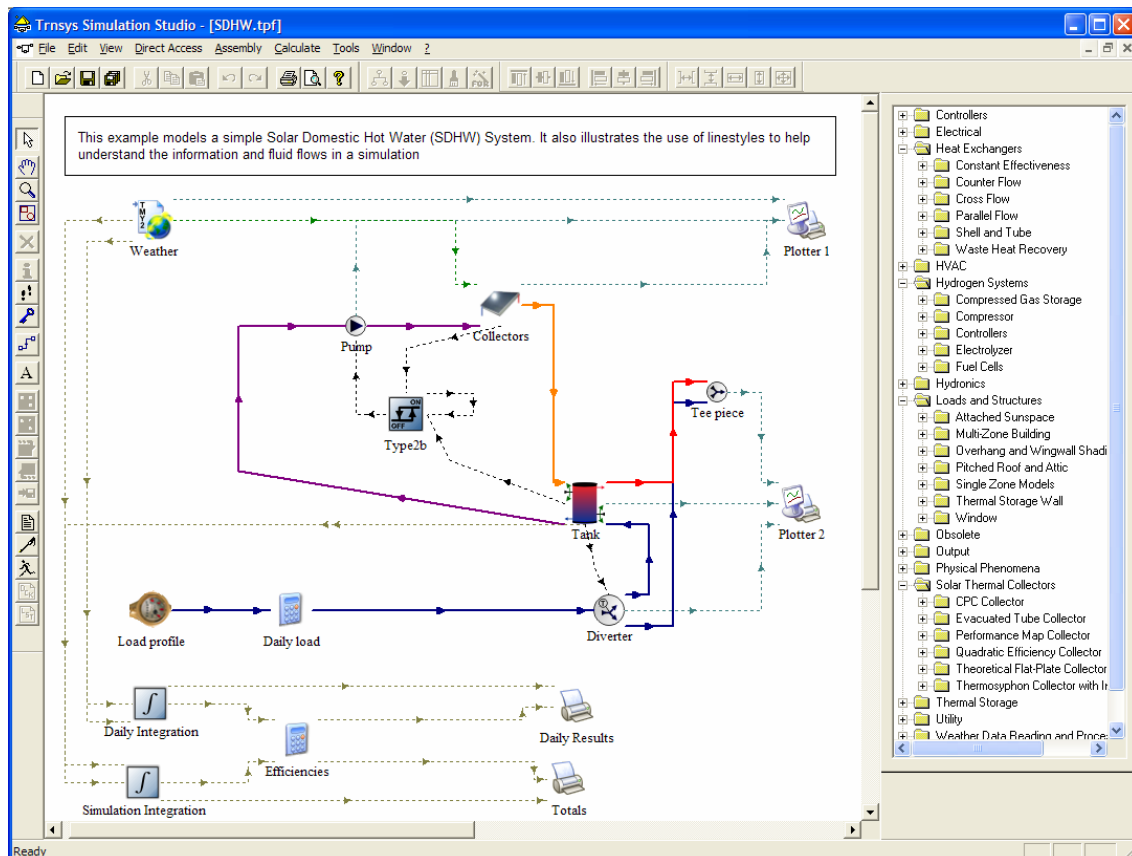 Trnsys Simulation Studio - [SDHW.tpf]
File Edit View Direct Access Assembly Calculate Tools Window ?
FOR
This example models a simple Solar Domestic Hot Water (SDHW) System. It also illustrates the use of linestyles to help
understand the information and fluid flows in a simulation
TMY2
Weather
Plotter 1
Pump
Collectors
ON
OFF
Type2b
Tee piece
Tank
Plotter 2
Load profile
Daily load
Diverter
Daily Integration
Efficiencies
Daily Results
Simulation Integration
Totals
A
Controllers
Electrical
Heat Exchangers
Constant Effectiveness
Counter Flow
Cross Flow
Parallel Flow
Shell and Tube
Waste Heat Recovery
HVAC
Hydrogen Systems
Compressed Gas Storage
Compressor
Controllers
Electrolyzer
Fuel Cells
Hydronics
Loads and Structures
Attached Sunspace
Multi-Zone Building
Overhang and Wingwall Shadi
Pitched Roof and Attic
Single Zone Models
Thermal Storage Wall
Window
Obsolete
Output
Physical Phenomena
Solar Thermal Collectors
CPC Collector
Evacuated Tube Collector
Performance Map Collector
Quadratic Efficiency Collector
Theoretical Flat-Plate Collector
Thermosyphon Collector with In
Thermal Storage
Utility
Weather Data Reading and Proce
Ready